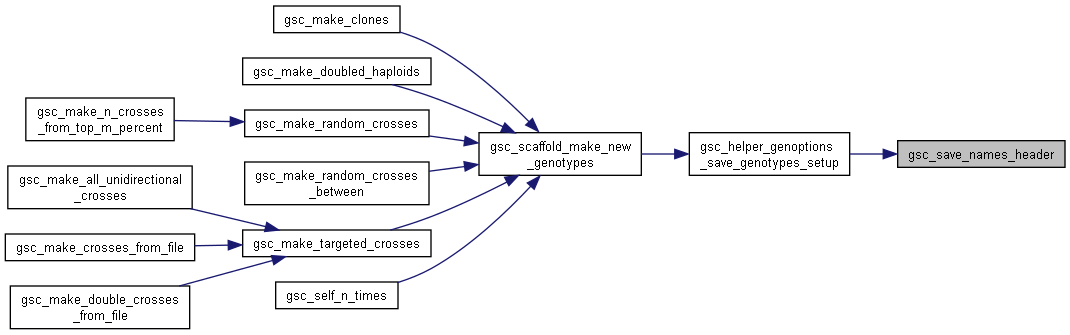 gsc_make_clones
gsc_make_doubled_haploids
gsc_make_n_crosses
_from_top_m_percent
gsc_make_random_crosses
gsc_make_random_crosses
_between
gsc_make_all_unidirectional
_crosses
gsc_make_crosses_from_file
gsc_make_targeted_crosses
gsc_make_double_crosses
_from_file
gsc_self_n_times
gsc_scaffold_make_new
_genotypes
gsc_helper_genoptions
_save_genotypes_setup
gsc_save_names_header